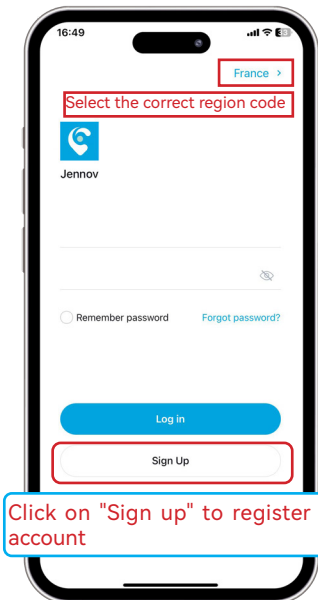 16:49
33
France >
Select the correct region code
Jennov
Remember password Forgot password?
Log in
Sign Up
Click on "Sign up" to register
account